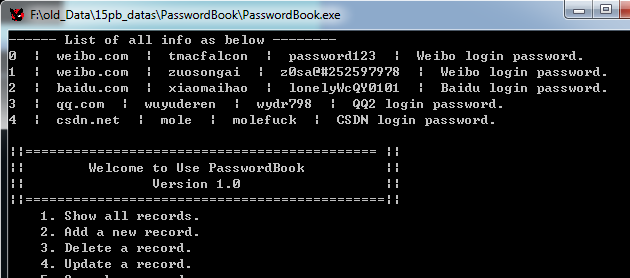 F:\old_Data\15pb_datas\PasswordBook\PasswordBook.exe
------ List of all info as below --------
0 | weibo.com | tmacfalcon | password123 | Weibo login password.
1 | weibo.com | zuosongai | z0sa@#252597978 | Weibo login password.
2 | baidu.com | xiaomaihao | lonelyWcQY0101 | Baidu login password.
3 | qq.com | wuyuderen | wydr798 | QQ2 login password.
4 | csdn.net | mole | molefuck | CSDN login password.
||============================================ ||
|| Welcome to Use PasswordBook ||
|| Version 1.0 ||
||=============================================||
1. Show all records.
2. Add a new record.
3. Delete a record.
4. Update a record.